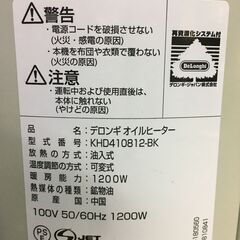 ⚠警告
・電源コードを破損させない
(火災・感電の原因)
・本機を布団や衣類で覆わない
(火災の原因)
⚠注意
・運転中および使用直後は、
本体に触れない
(やけどの原因)
再資源化システム付
DeLonghi
デロンギ・ジャパン株式会社
品名 : デロンギ オイルヒーター
型式番号 : KHD410812-BK
放熱の方式 : 油入式
温度調節の方式 : 可変式
消費電力 : 1200W
熱媒体の種類 : 鉱物油
原産国 : 中国
100V 50/60Hz 1200W
PS
E
JET